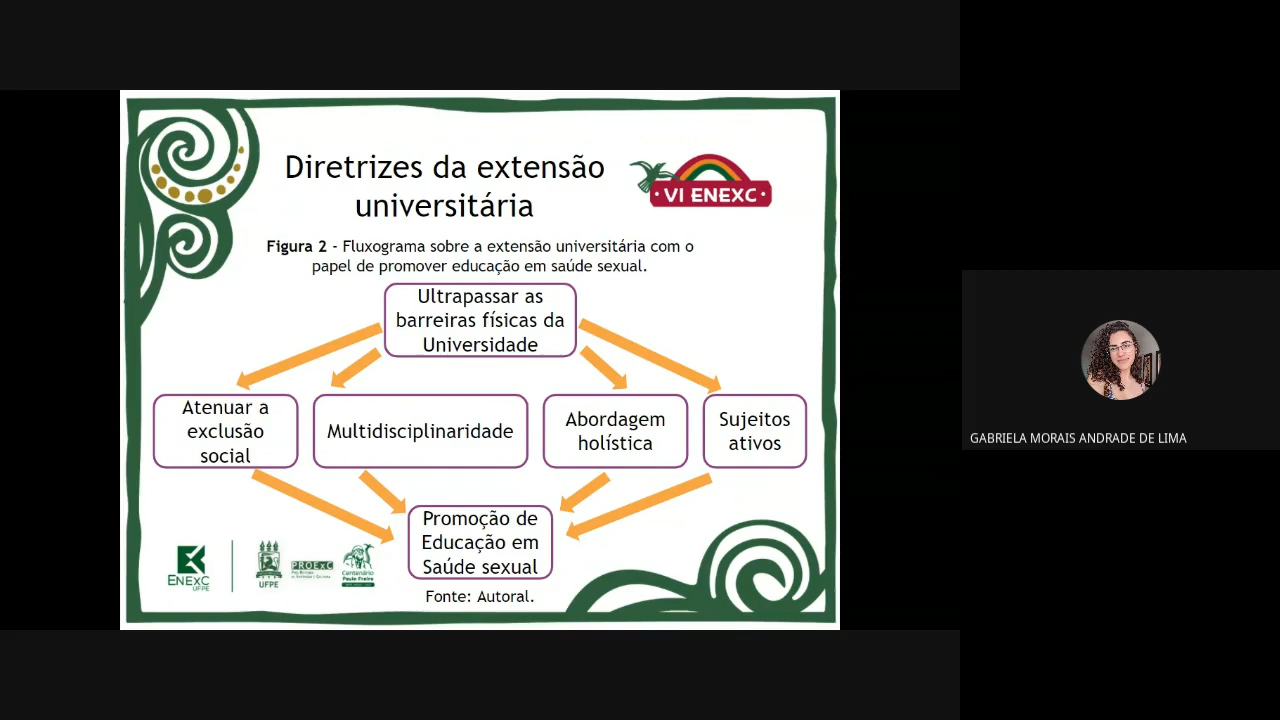 Diretrizes da extensão
universitária
VI ENEXC
Figura 2 - Fluxograma sobre a extensão universitária com o
papel de promover educação em saúde sexual.
Ultrapassar as
barreiras físicas da
Universidade
Atenuar a
exclusão
social
Multidisciplinaridade
Abordagem
holística
Sujeitos
ativos
Promoção de
Educação em
Saúde sexual
Fonte: Autoral.
ENEXC
UFPE
UFPE
PROExC
Centenário
Paulo Freire
GABRIELA MORAIS ANDRADE DE LIMA